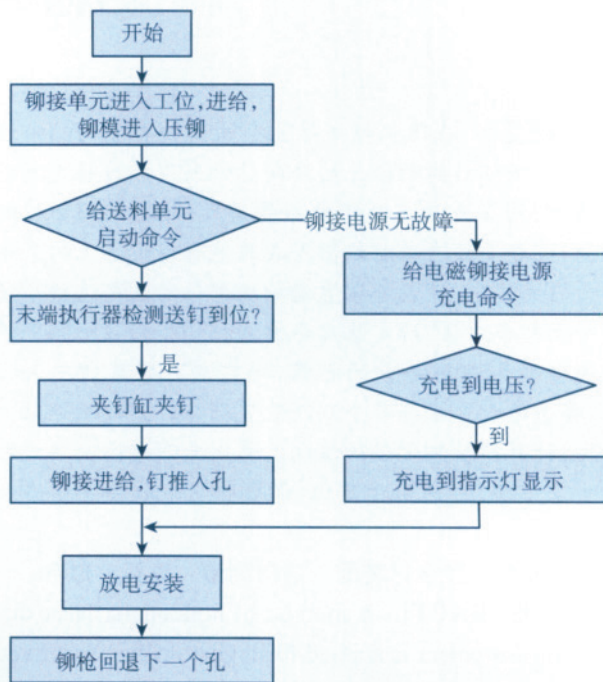 开始
铆接单元进入工位,进给,
铆模进入压铆
给送料单元
启动命令
铆接电源无故障
给电磁铆接电源
充电命令
末端执行器检测送钉到位?
是
充电到电压?
到
夹钉缸夹钉
铆接进给,钉推入孔
充电到指示灯显示
放电安装
铆枪回退下一个孔